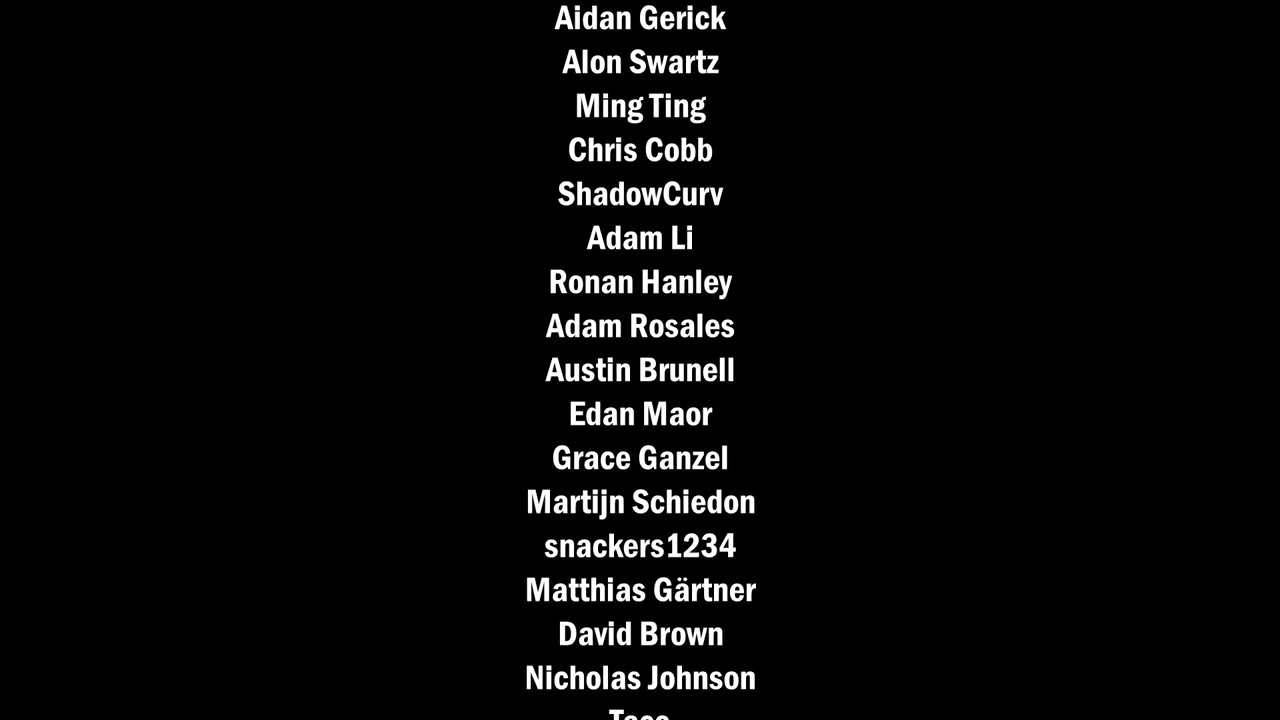 Aidan Gerick
Alon Swartz
Ming Ting
Chris Cobb
ShadowCurv
Adam Li
Ronan Hanley
Adam Rosales
Austin Brunell
Edan Maor
Grace Ganzel
Martijn Schiedon
snackers1234
Matthias Gärtner
David Brown
Nicholas Johnson